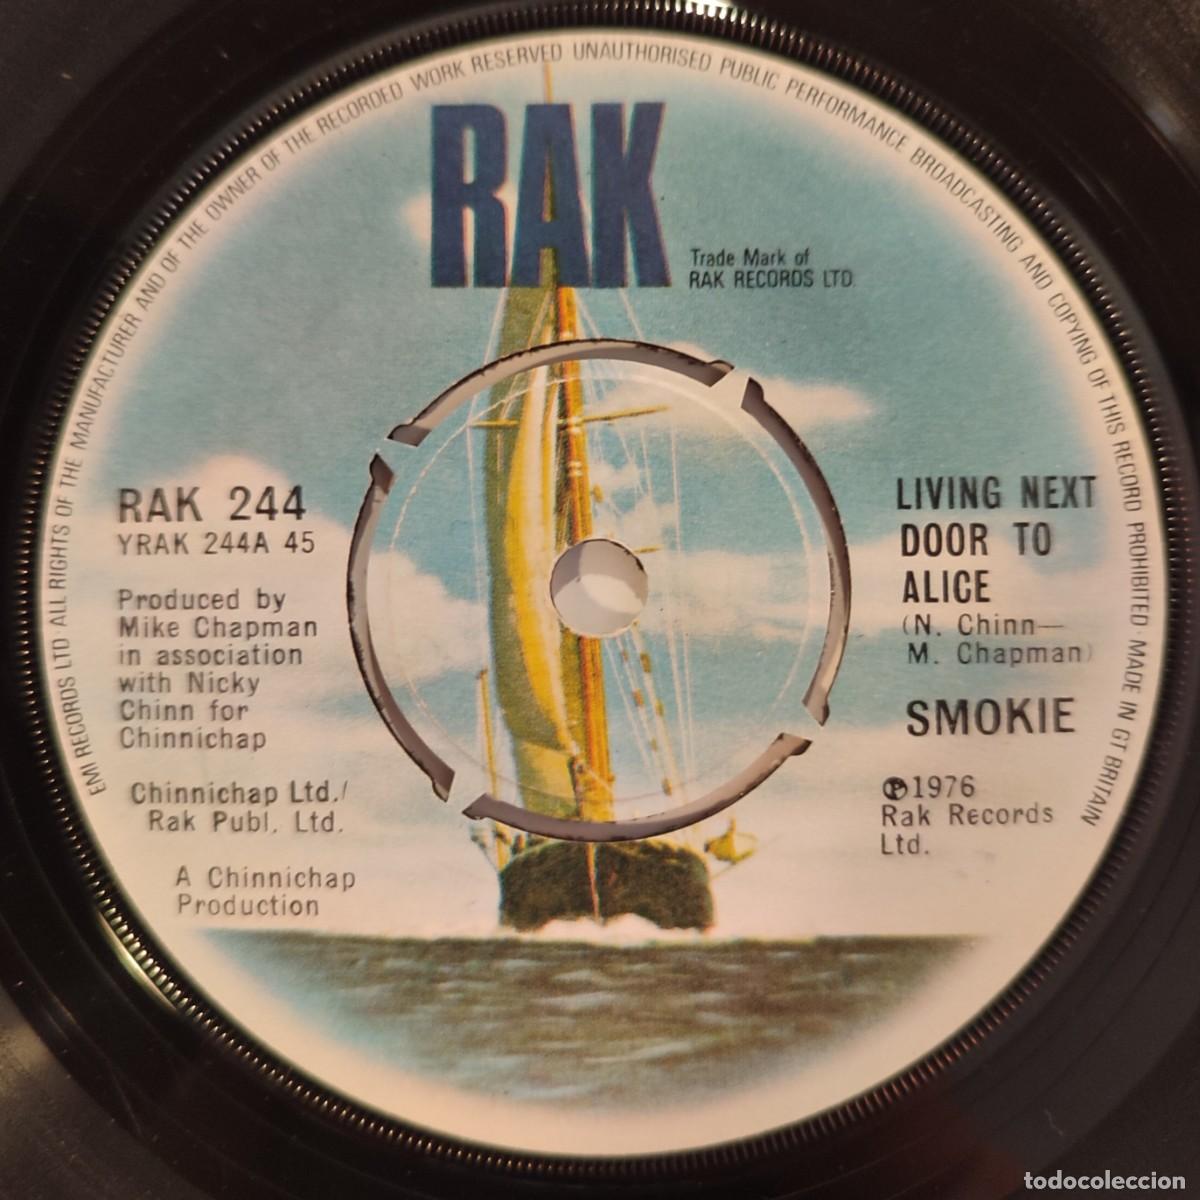 EMI RECORDS LTD· ALL RIGHTS OF THE MANUFACTURER AND OF THE OWNER OF THE RECORDED WORK RESERVED UNAUTHORISED PUBLIC PERFORMANCE BROADCASTING AND COPYING OF THIS RECORD PROHIBITED · MADE IN GT BRITAIN
RAK
Trade Mark of
RAK RECORDS LTD.
RAK 244
YRAK 244A 45
Produced by
Mike Chapman
in association
with Nicky
Chinn for
Chinnichap
Chinnichap Ltd./
Rak Publ. Ltd.
A Chinnichap
Production
LIVING NEXT
DOOR TO
ALICE
(N. Chinn—
M. Chapman)
SMOKIE
℗1976
Rak Records
Ltd.
todocoleccion